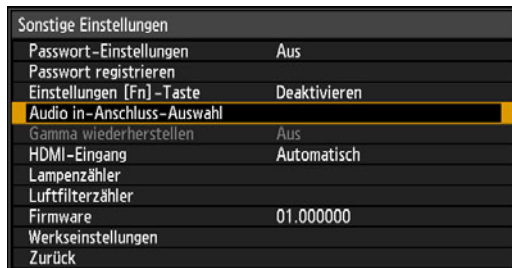 Sonstige Einstellungen
Passwort-Einstellungen Aus
Passwort registrieren
Einstellungen [Fn]-Taste Deaktivieren
Audio in-Anschluss-Auswahl
Gamma wiederherstellen Aus
HDMI-Eingang Automatisch
Lampenzähler
Luftfilterzähler
Firmware 01.000000
Werkseinstellungen
Zurück